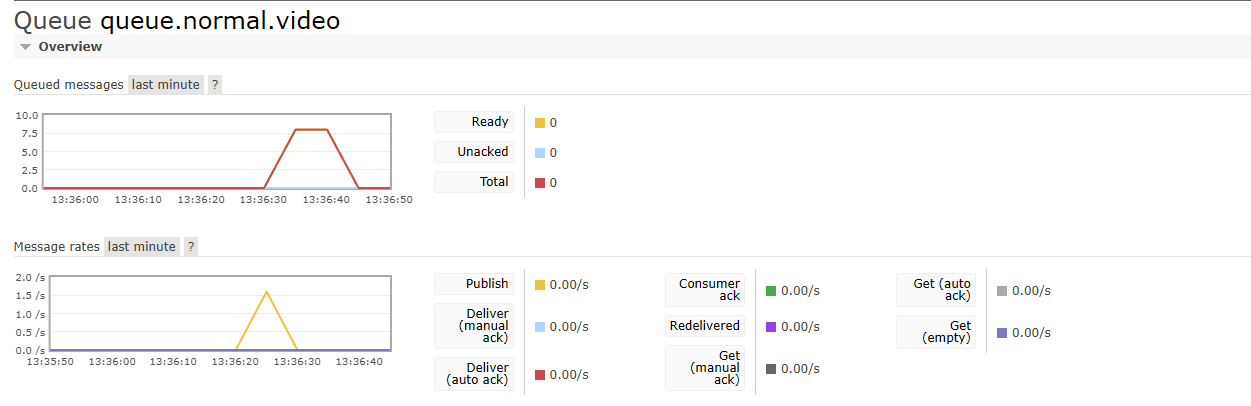 Queue queue.normal.video
Overview
Queued messages last minute ?
10.0
7.5
5.0
2.5
0.0
13:36:00 13:36:10 13:36:20 13:36:30 13:36:40 13:36:50
Ready 0
Unacked 0
Total 0
Message rates last minute ?
2.0 /s
1.5 /s
1.0 /s
0.5 /s
0.0 /s
13:35:50 13:36:00 13:36:10 13:36:20 13:36:30 13:36:40
Publish 0.00/s
Deliver
(manual
ack) 0.00/s
Deliver
(auto ack) 0.00/s
Consumer
ack 0.00/s
Redelivered 0.00/s
Get
(manual
ack) 0.00/s
Get (auto
ack) 0.00/s
Get
(empty) 0.00/s